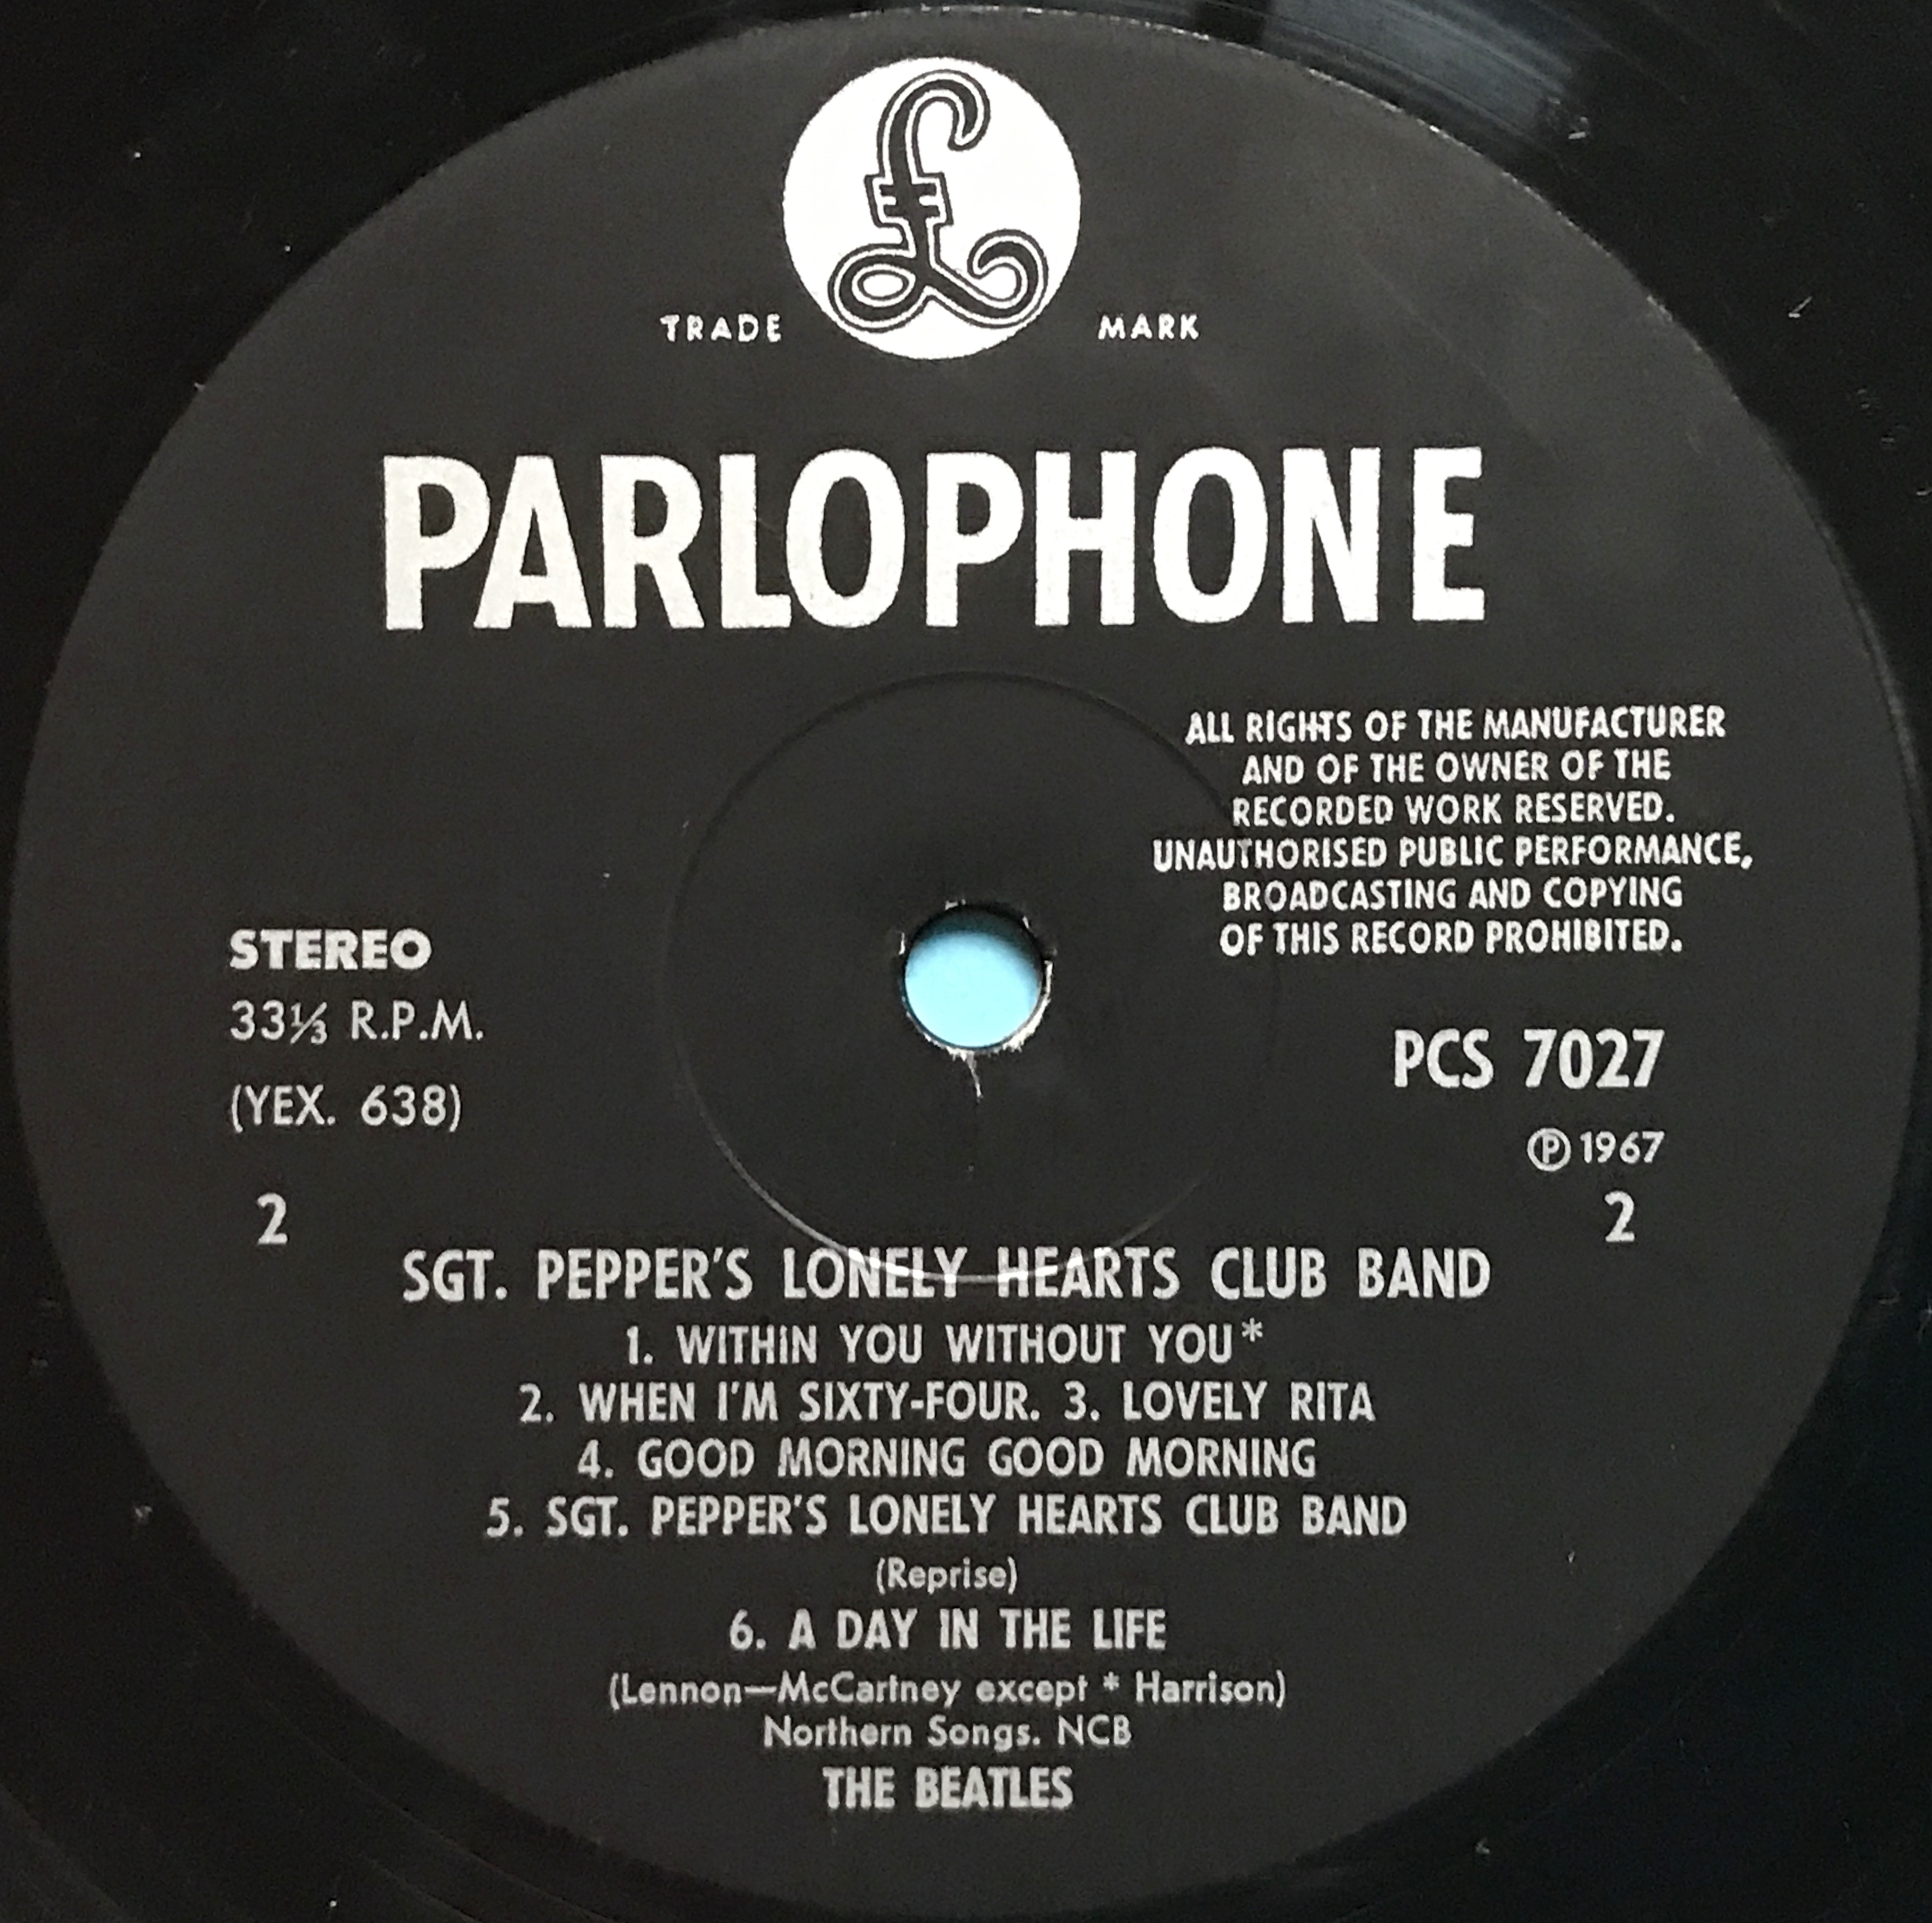 £
TRADE MARK
PARLOPHONE
ALL RIGHTS OF THE MANUFACTURER
AND OF THE OWNER OF THE
RECORDED WORK RESERVED.
UNAUTHORISED PUBLIC PERFORMANCE,
BROADCASTING AND COPYING
OF THIS RECORD PROHIBITED.
STEREO
33⅓ R.P.M.
(YEX. 638)
2
PCS 7027
Ⓟ 1967
2
SGT. PEPPER'S LONELY HEARTS CLUB BAND
1. WITHIN YOU WITHOUT YOU*
2. WHEN I'M SIXTY-FOUR. 3. LOVELY RITA
4. GOOD MORNING GOOD MORNING
5. SGT. PEPPER'S LONELY HEARTS CLUB BAND
(Reprise)
6. A DAY IN THE LIFE
(Lennon—McCartney except * Harrison)
Northern Songs. NCB
THE BEATLES